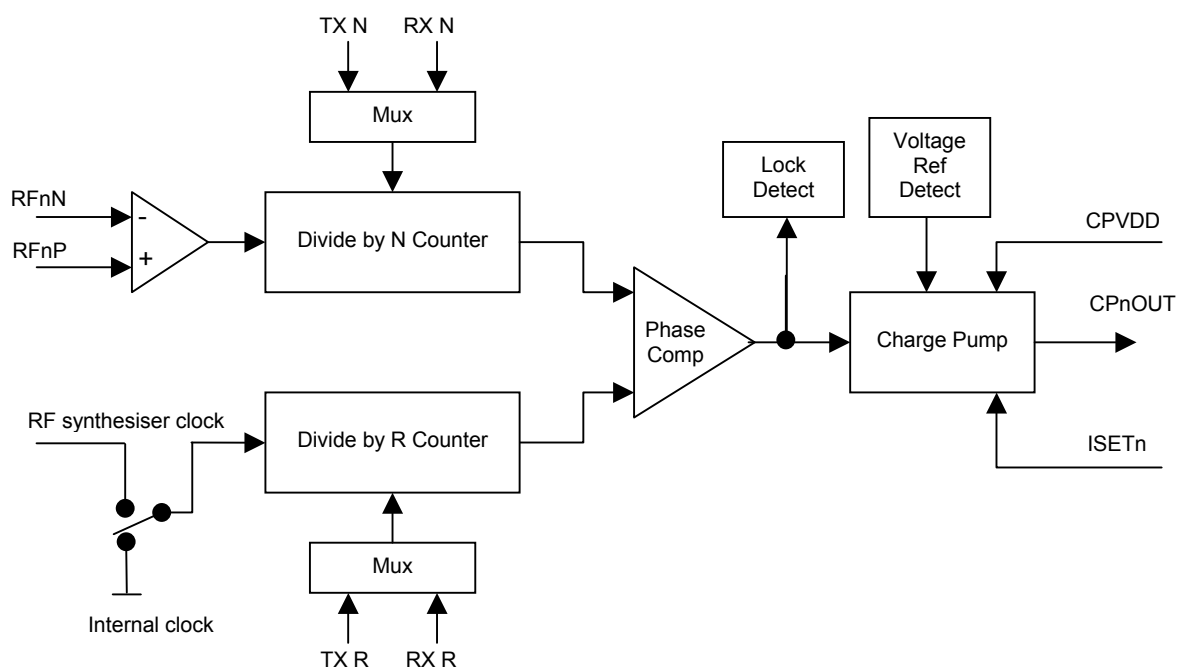 TX N
RX N
Mux
Voltage
Ref
Detect
Lock
Detect
RFnN
-
Divide by N Counter
CPVDD
RFnP
+
CPnOUT
Phase
Comp
Charge Pump
RF synthesiser clock
Divide by R Counter
ISETn
Mux
Internal clock
TX R
RX R